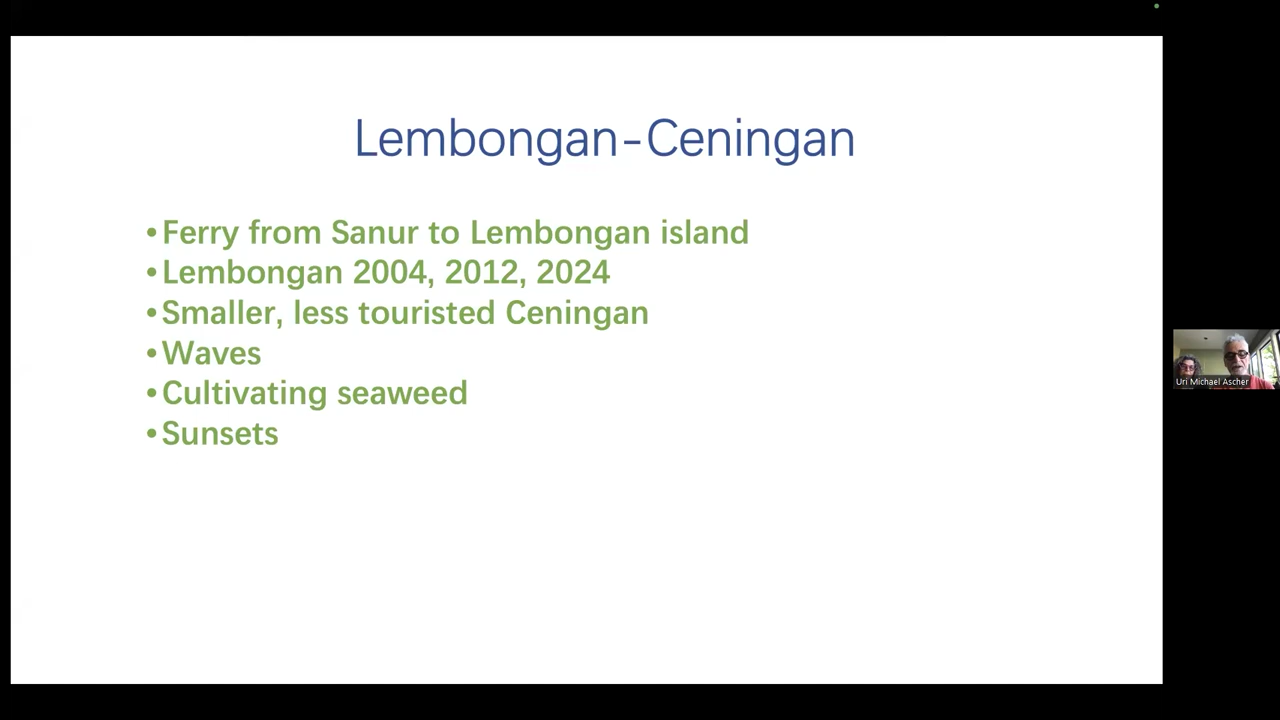 Lembongan-Ceningan
•Ferry from Sanur to Lembongan island
•Lembongan 2004, 2012, 2024
•Smaller, less touristed Ceningan
•Waves
•Cultivating seaweed
•Sunsets
Uri Michael Ascher